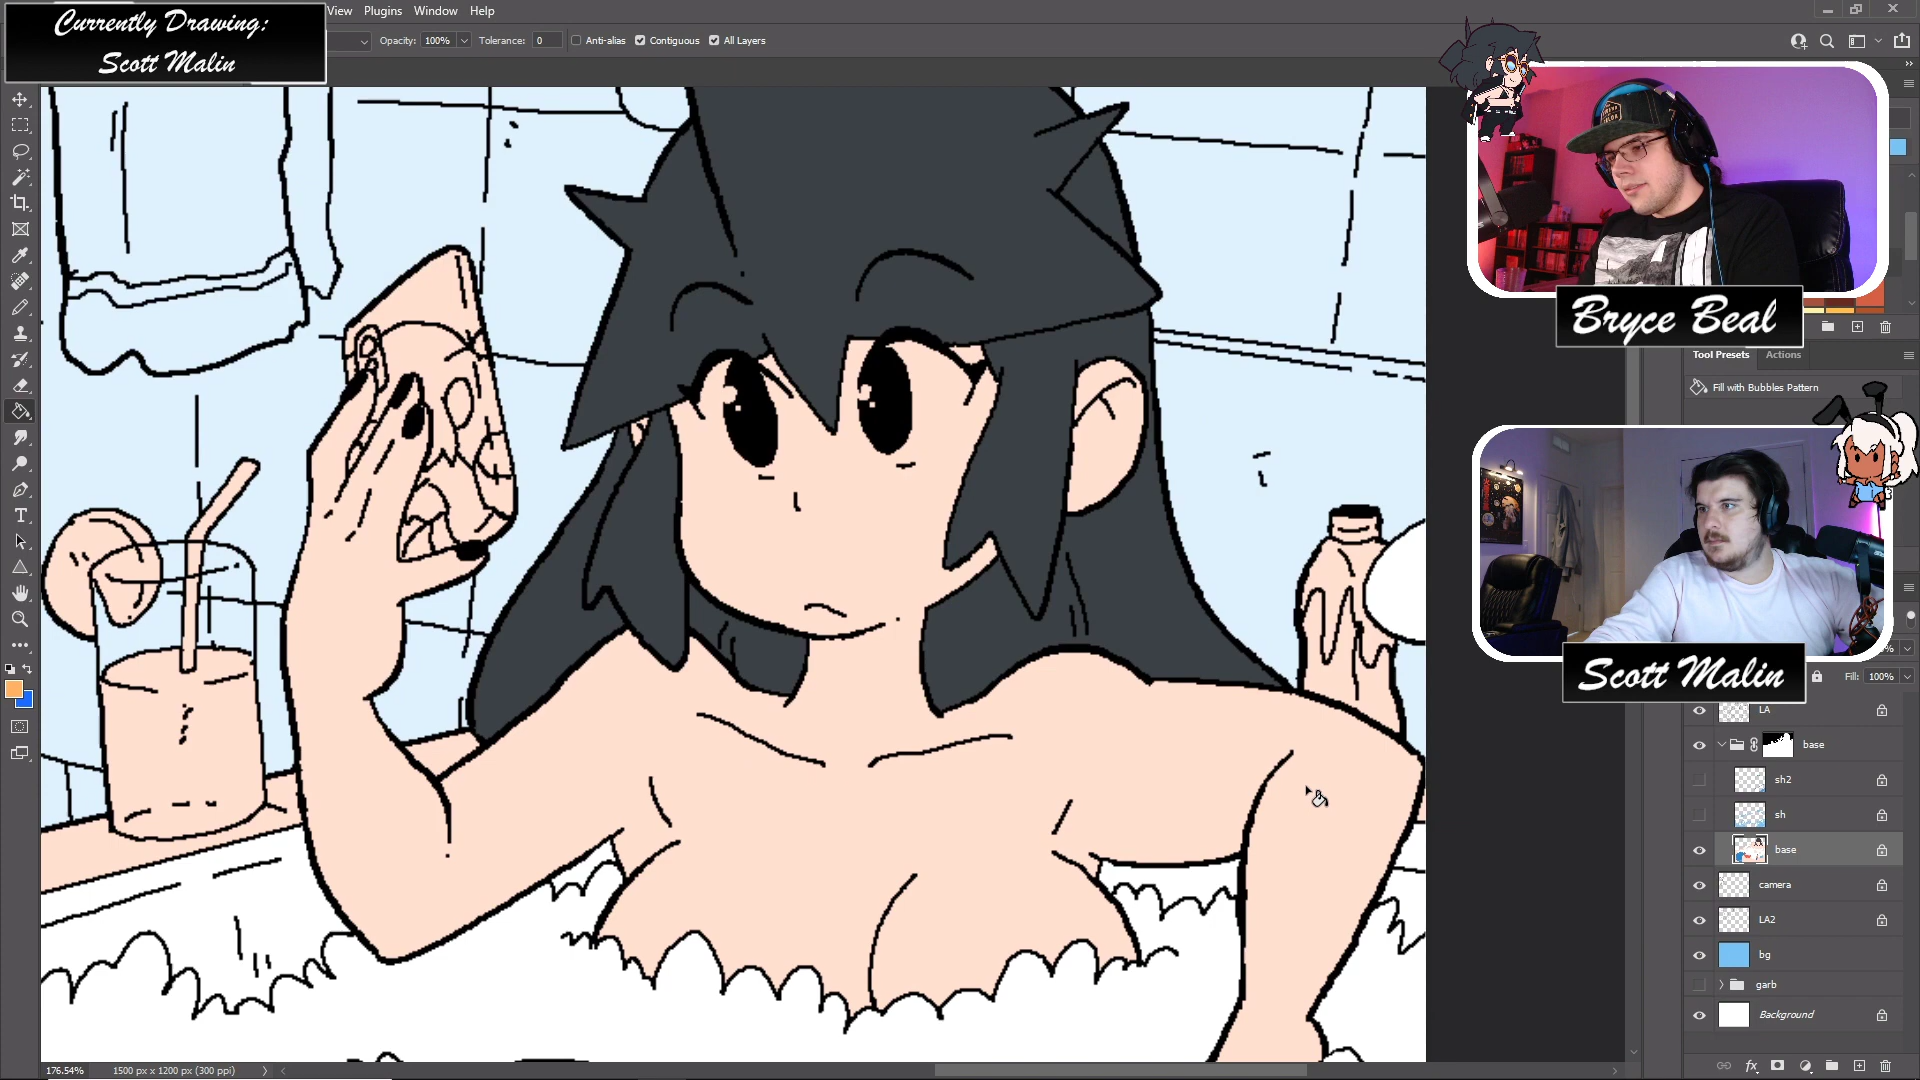 Currently Drawing:
Scott Malin
View Plugins Window Help
Opacity: 100% Tolerance: 0 Anti-alias Contiguous All Layers
Bryce Beal
Tool Presets Actions
Fill with Bubbles Pattern
Scott Malin
Fill: 100%
LA
base
sh2
sh
base
camera
LA2
bg
garb
Background
176.54% 1500 px x 1200 px (300 ppi)